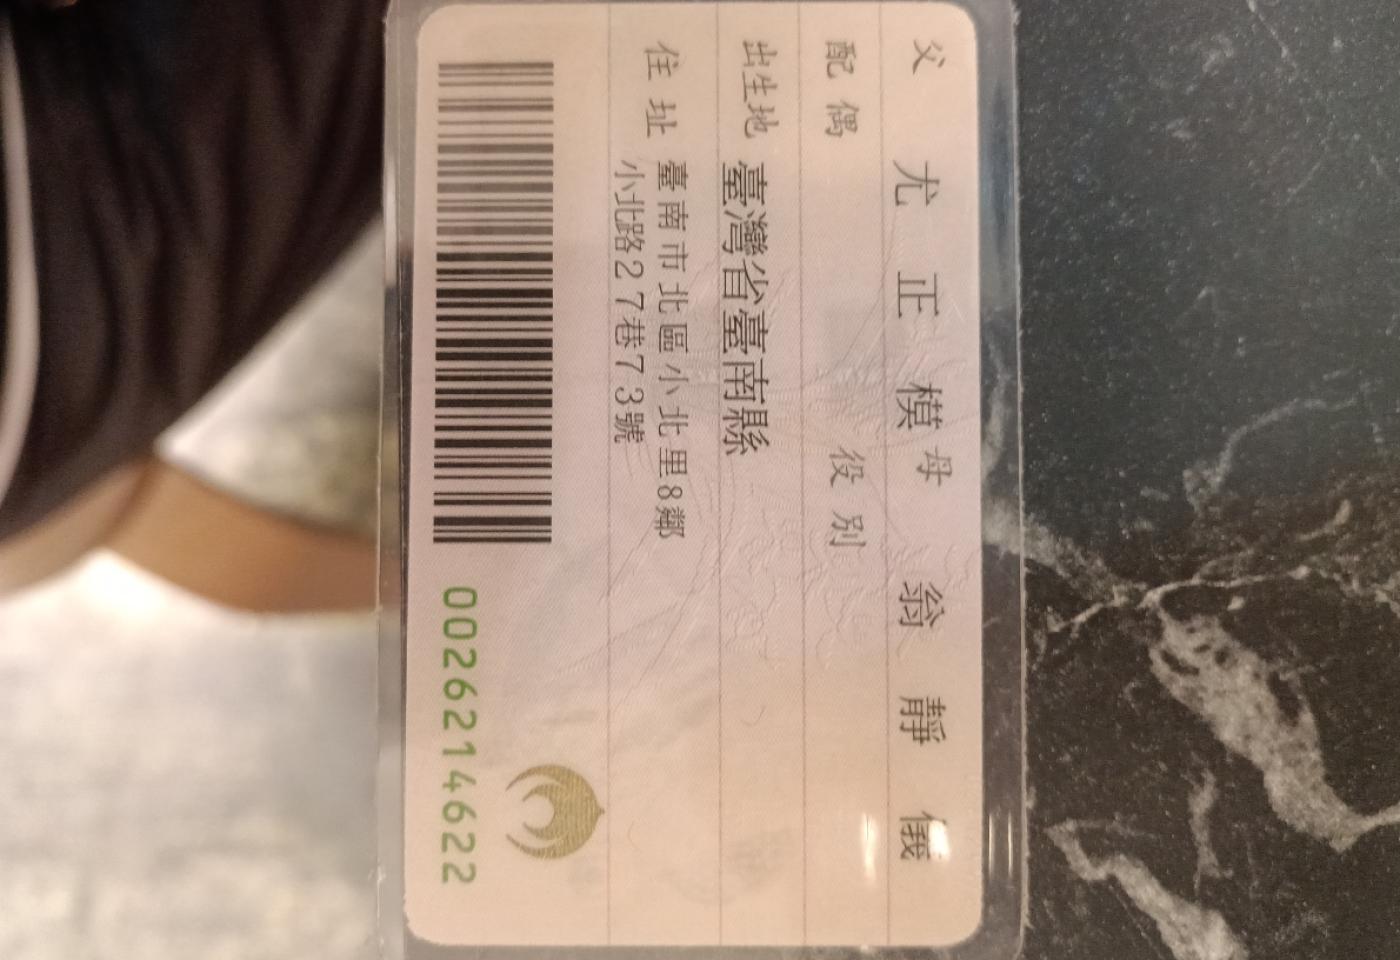 父 尤正模 母 翁靜儀
配偶 役別
出生地 臺灣省臺南縣
住址 臺南市北區小北里8鄰
小北路27巷73號
0026214622